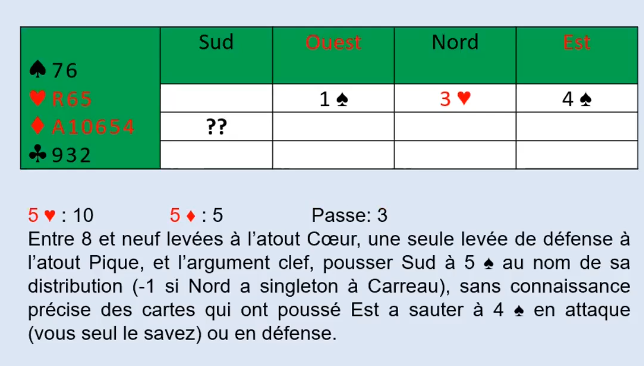 Sud Ouest Nord Est
♠ 76
♥ R65 1 ♠ 3 ♥ 4 ♠
♦ A10654 ??
♣ 932
5 ♥ : 10 5 ♦ : 5 Passe: 3
Entre 8 et neuf levées à l’atout Cœur, une seule levée de défense à
l’atout Pique, et l’argument clef, pousser Sud à 5 ♠ au nom de sa
distribution (-1 si Nord a singleton à Carreau), sans connaissance
précise des cartes qui ont poussé Est a sauter à 4 ♠ en attaque
(vous seul le savez) ou en défense.